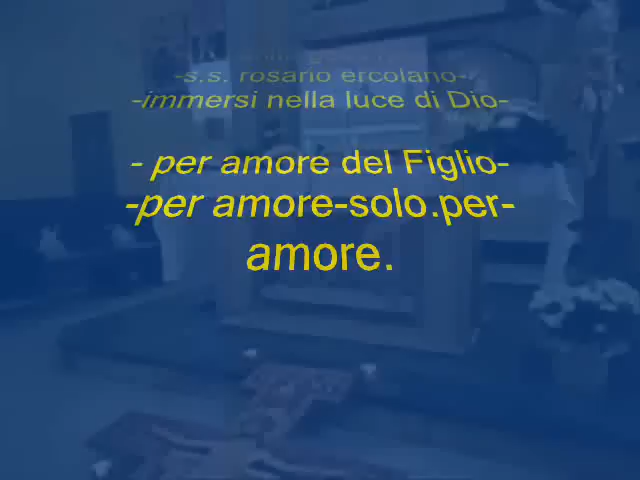 -s.s. rosario ercolano-
-immersi nella luce di Dio-
- per amore del Figlio-
-per amore-solo.per-
amore.